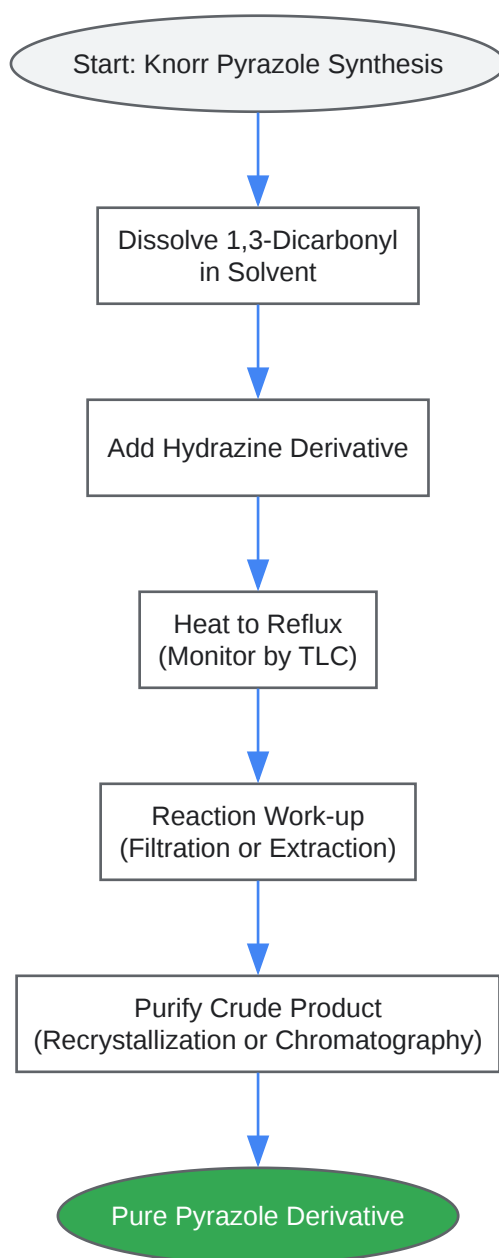 Start: Knorr Pyrazole Synthesis
Dissolve 1,3-Dicarbonyl
in Solvent
Add Hydrazine Derivative
Heat to Reflux
(Monitor by TLC)
Reaction Work-up
(Filtration or Extraction)
Purify Crude Product
(Recrystallization or Chromatography)
Pure Pyrazole Derivative